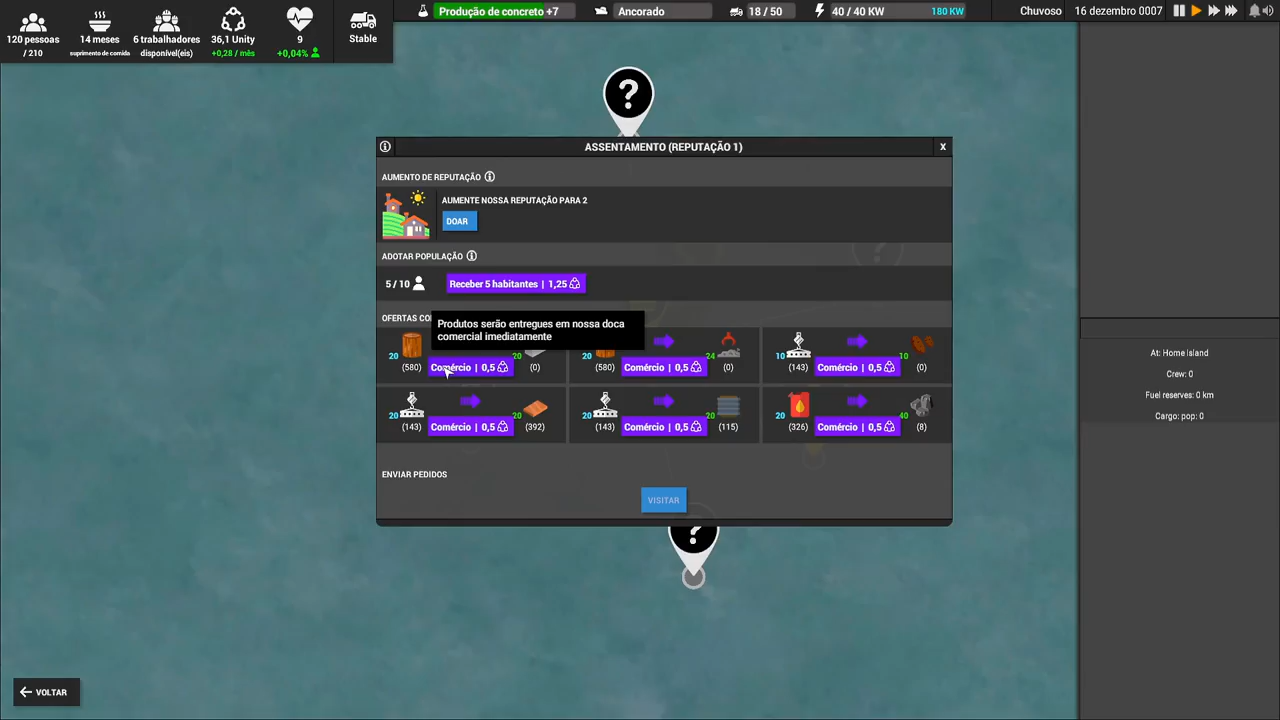 Produção de concreto +7
Ancorado
18 / 50
40 / 40 KW
180 KW
Chuvoso
16 dezembro 0007
120 pessoas
/ 210
14 meses
suprimento de comida
6 trabalhadores
disponível(eis)
36,1 Unity
+0,28 / mês
9
+0,04%
Stable
?
ASSENTAMENTO (REPUTAÇÃO 1)
X
AUMENTO DE REPUTAÇÃO
AUMENTE NOSSA REPUTAÇÃO PARA 2
DOAR
ADOTAR POPULAÇÃO
5 / 10
Receber 5 habitantes | 1,25
OFERTAS CO
Produtos serão entregues em nossa doca
comercial imediatamente
20
(580)
Comércio | 0,5
20
(0)
20
(580)
Comércio | 0,5
24
(0)
10
(143)
Comércio | 0,5
10
(0)
20
(143)
Comércio | 0,5
20
(392)
20
(143)
Comércio | 0,5
20
(115)
20
(326)
Comércio | 0,5
40
(8)
ENVIAR PEDIDOS
VISITAR
?
At: Home Island
Crew: 0
Fuel reserves: 0 km
Cargo: pop: 0
VOLTAR